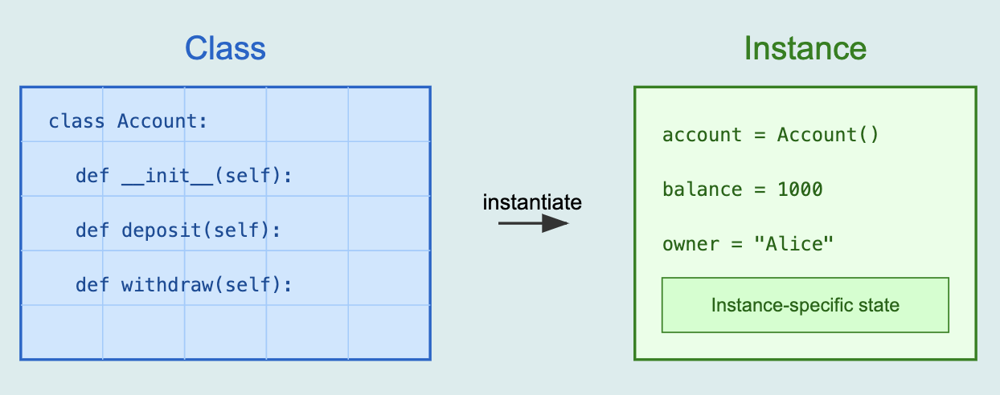 Class
class Account:
def __init__(self):
def deposit(self):
def withdraw(self):
instantiate
Instance
account = Account()
balance = 1000
owner = "Alice"
Instance-specific state